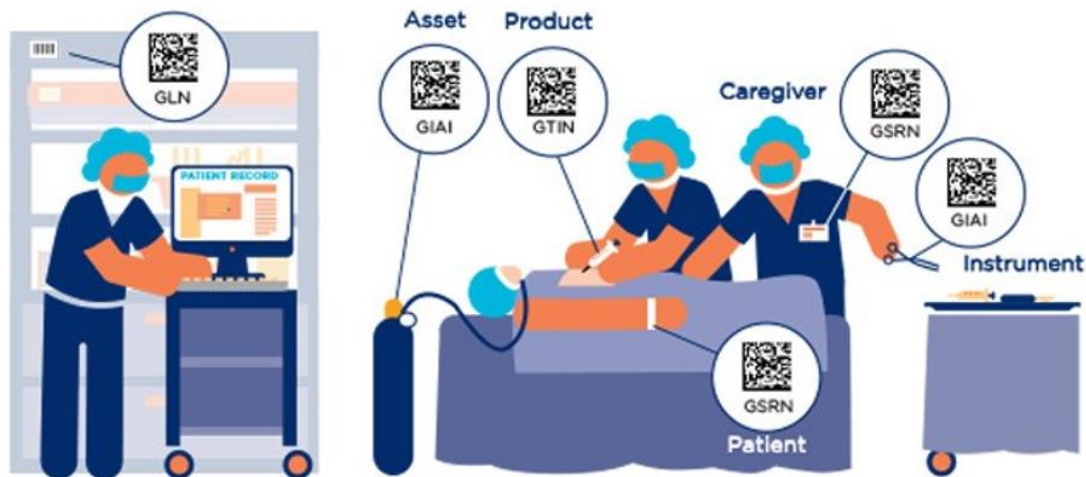 GLN
PATIENT RECORD
Asset
GIAI
Product
GTIN
Caregiver
GSRN
GIAI
Instrument
GSRN
Patient